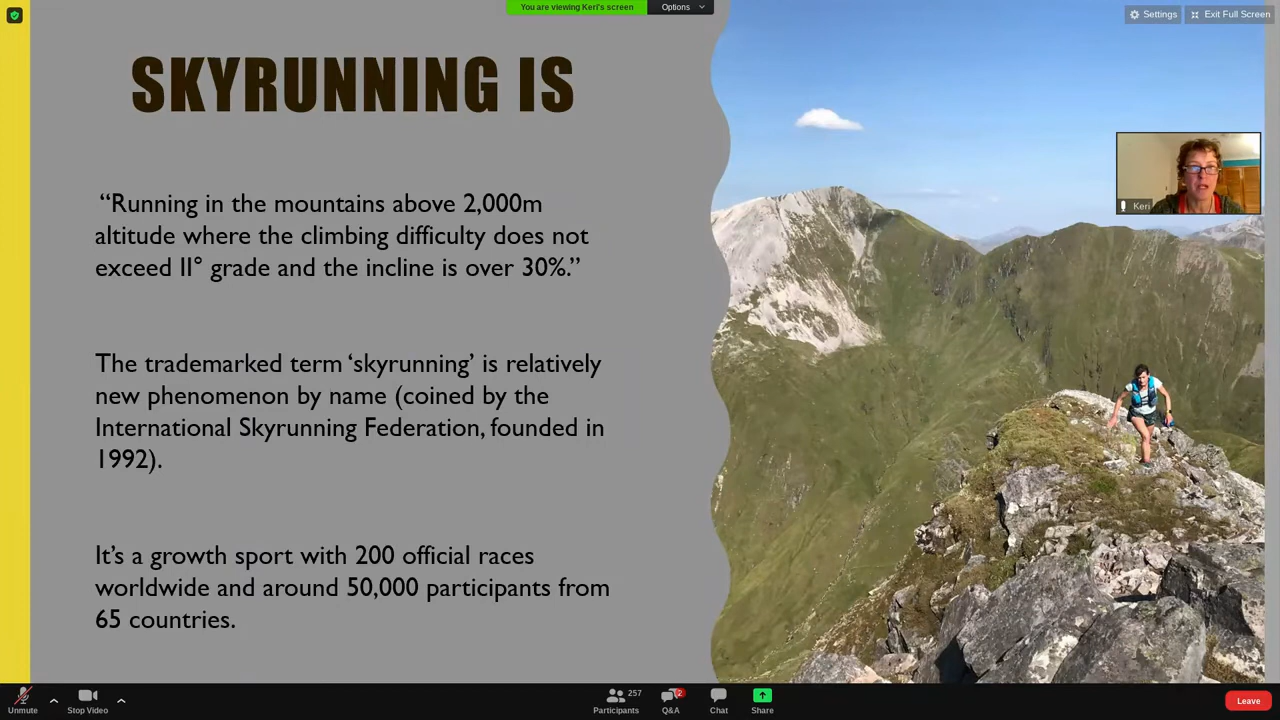 You are viewing Keri's screen
Options
Settings
Exit Full Screen
SKYRUNNING IS
“Running in the mountains above 2,000m
altitude where the climbing difficulty does not
exceed II° grade and the incline is over 30%.”
Keri
The trademarked term ‘skyrunning’ is relatively
new phenomenon by name (coined by the
International Skyrunning Federation, founded in
1992).
It’s a growth sport with 200 official races
worldwide and around 50,000 participants from
65 countries.
Unmute
Stop Video
Participants
257
Q&A
2
Chat
Share
Leave